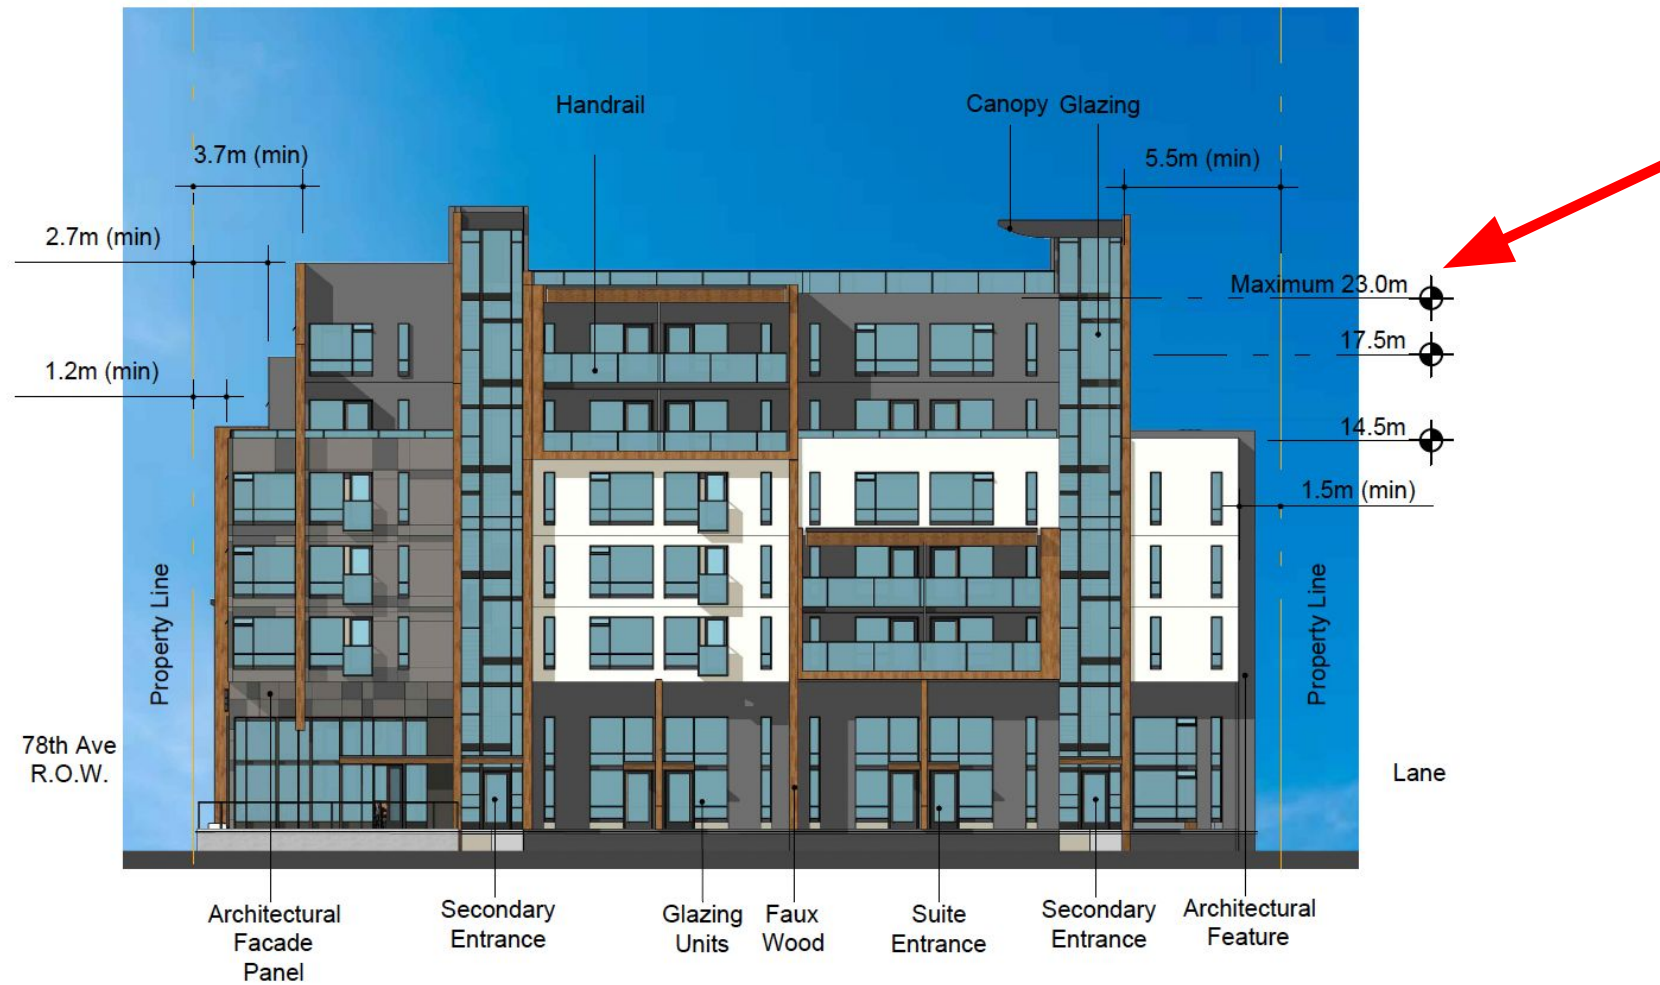 Handrail
Canopy Glazing
3.7m (min)
5.5m (min)
2.7m (min)
Maximum 23.0m
17.5m
1.2m (min)
14.5m
1.5m (min)
Property Line
Property Line
78th Ave
R.O.W.
Lane
Architectural
Facade
Panel
Secondary
Entrance
Glazing
Units
Faux
Wood
Suite
Entrance
Secondary
Entrance
Architectural
Feature